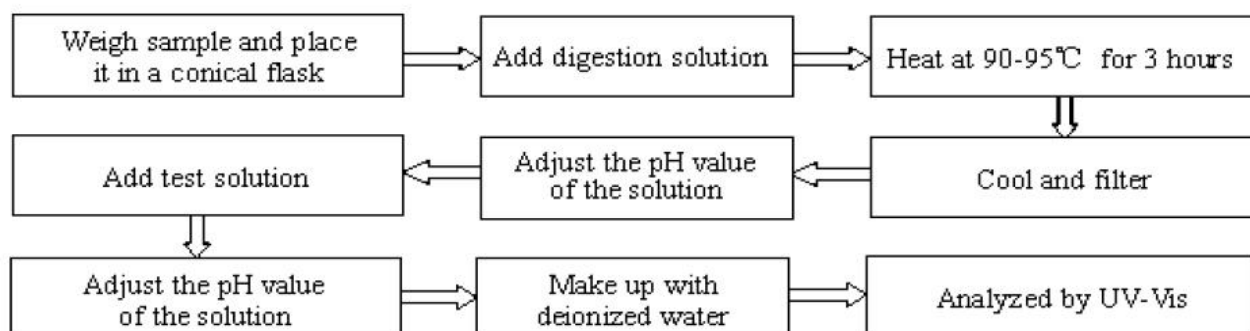 Weigh sample and place
it in a conical flask
Add digestion solution
Heat at 90-95℃ for 3 hours
Cool and filter
Adjust the pH value
of the solution
Add test solution
Adjust the pH value
of the solution
Make up with
deionized water
Analyzed by UV-Vis